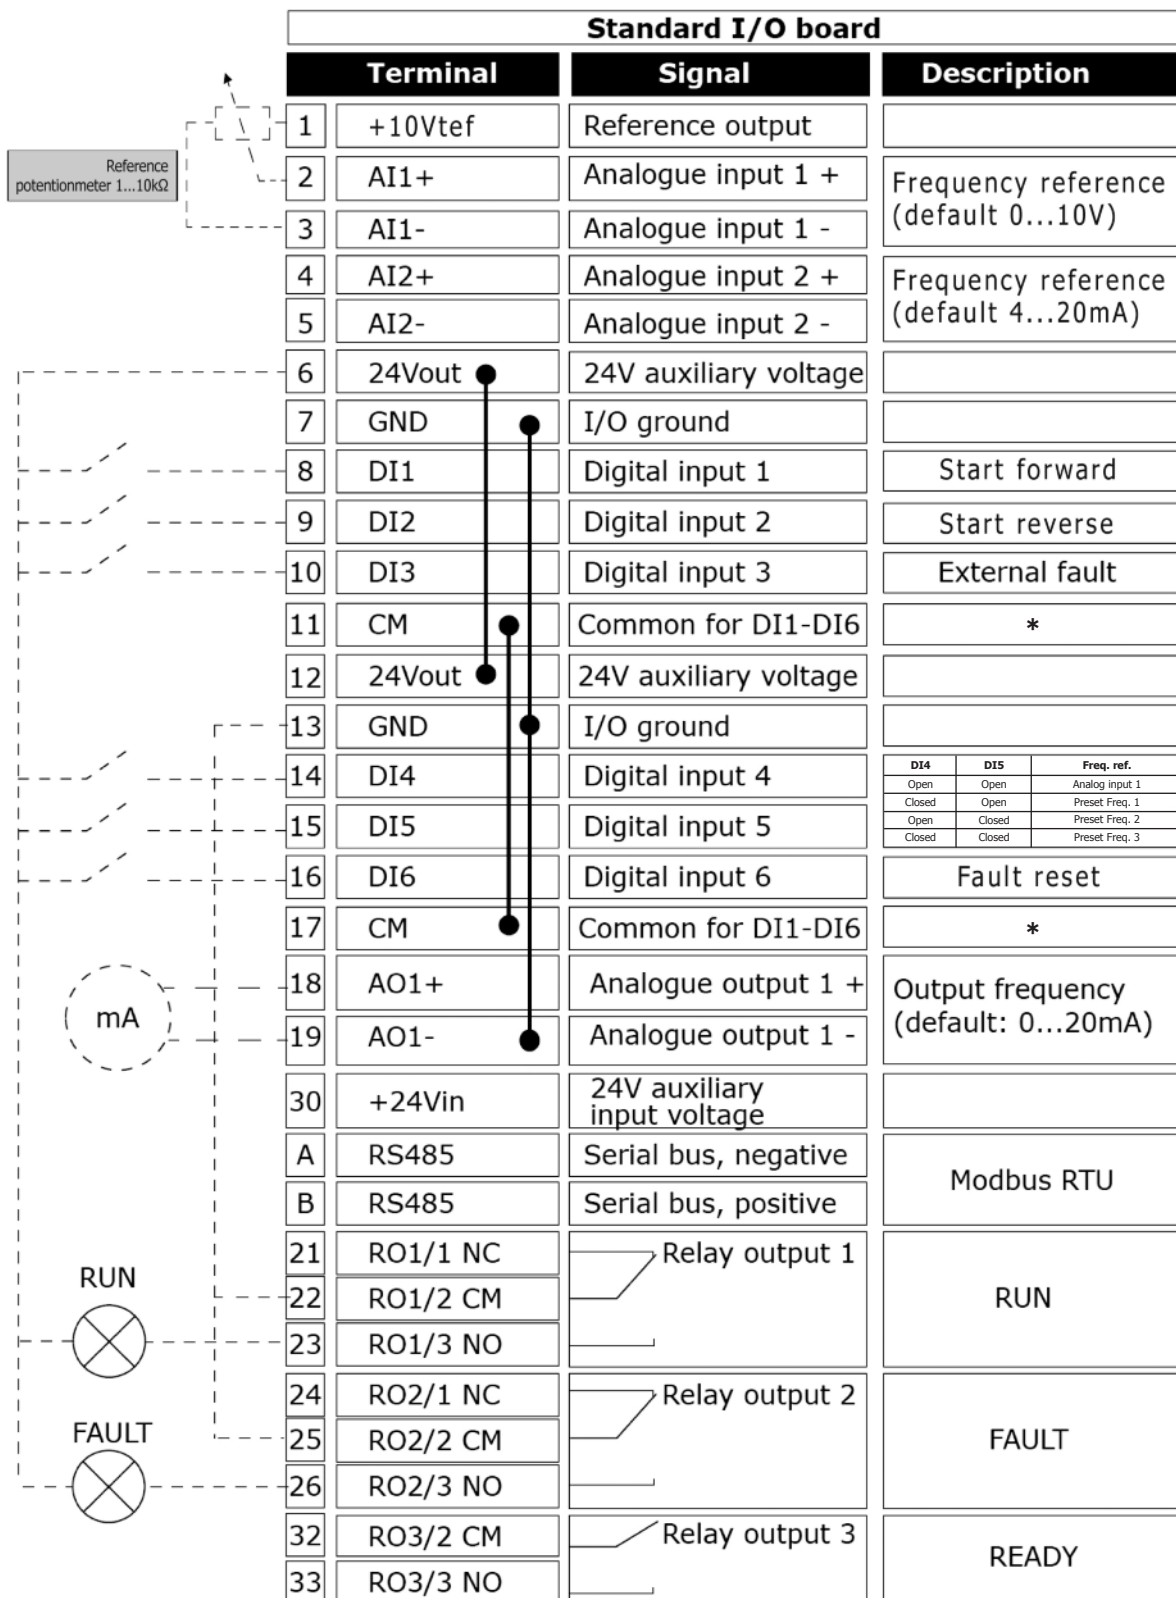 Standard I/O board
Terminal Signal Description
1 +10Vtef Reference output
Reference
potentionmeter 1...10kΩ
2 AI1+ Analogue input 1 +
Frequency reference
(default 0...10V)
3 AI1- Analogue input 1 -
4 AI2+ Analogue input 2 +
Frequency reference
(default 4...20mA)
5 AI2- Analogue input 2 -
6 24Vout 24V auxiliary voltage
7 GND I/O ground
8 DI1 Digital input 1 Start forward
9 DI2 Digital input 2 Start reverse
10 DI3 Digital input 3 External fault
11 CM Common for DI1-DI6 *
12 24Vout 24V auxiliary voltage
13 GND I/O ground
14 DI4 Digital input 4
DI4 DI5 Freq. ref.
Open Open Analog input 1
Closed Open Preset Freq. 1
Open Closed Preset Freq. 2
Closed Closed Preset Freq. 3
15 DI5 Digital input 5
16 DI6 Digital input 6 Fault reset
17 CM Common for DI1-DI6 *
18 AO1+ Analogue output 1 +
Output frequency
(default: 0...20mA)
mA
19 AO1- Analogue output 1 -
30 +24Vin 24V auxiliary
input voltage
A RS485 Serial bus, negative
Modbus RTU
B RS485 Serial bus, positive
21 RO1/1 NC Relay output 1
RUN
22 RO1/2 CM RUN
23 RO1/3 NO
24 RO2/1 NC Relay output 2
FAULT
25 RO2/2 CM FAULT
26 RO2/3 NO
32 RO3/2 CM Relay output 3
READY
33 RO3/3 NO